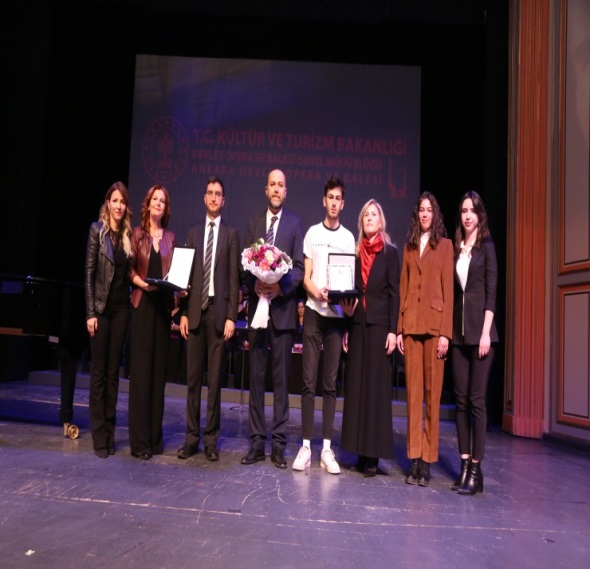 T.C. KÜLTÜR VE TURİZM BAKANLIĞI
DEVLET OPERA VE BALESİ GENEL MÜDÜRLÜĞÜ
ANKARA DEVLET OPERA VE BALESİ